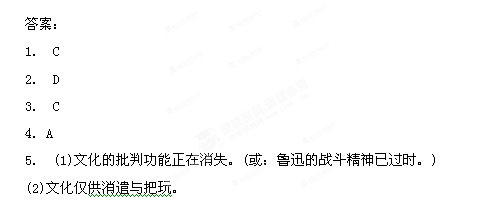 答案:
1. C
2. D
3. C
4. A
5. (1)文化的批判功能正在消失。(或:鲁迅的战斗精神已过时。)
(2)文化仅供消遣与把玩。